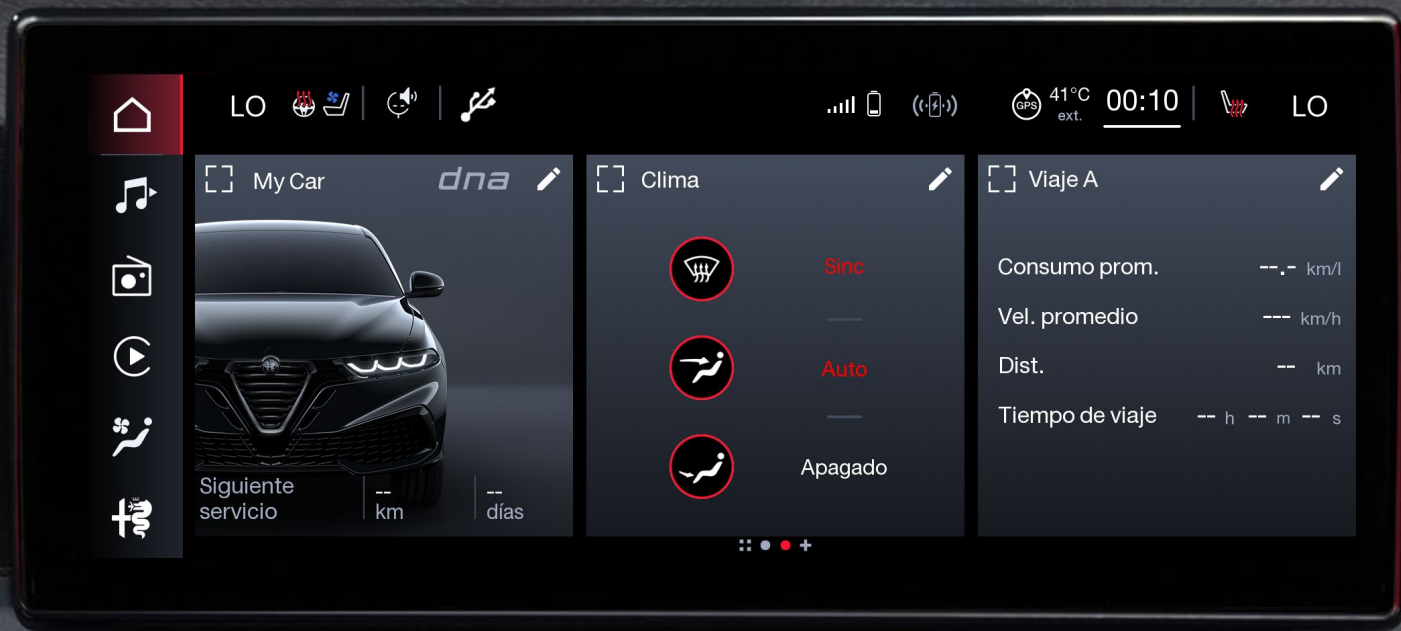 LO
GPS
41°C
ext.
00:10
LO
My Car
dna
Clima
Viaje A
Sinc
Consumo prom. --.- km/l
Vel. promedio --- km/h
Auto
Dist. -- km
Tiempo de viaje -- h -- m -- s
Apagado
Siguiente
servicio
--
km
--
días